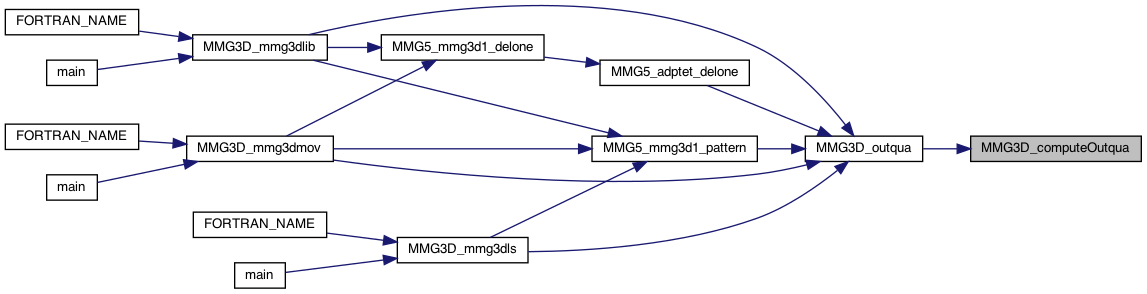 FORTRAN_NAME
MMG3D_mmg3dlib
MMG5_mmg3d1_delone
main
MMG5_adptet_delone
FORTRAN_NAME
MMG3D_mmg3dmov
MMG5_mmg3d1_pattern
MMG3D_outqua
MMG3D_computeOutqua
main
FORTRAN_NAME
MMG3D_mmg3dls
main